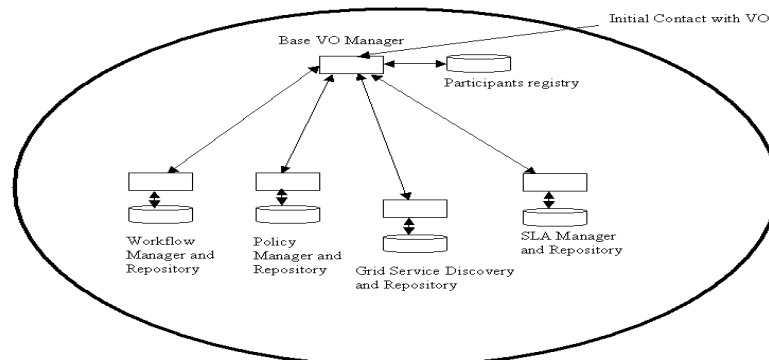 Initial Contact with VO
Base VO Manager
Participants registry
Workflow
Manager and
Repository
Policy
Manager and
Repository
Grid Service Discovery
and Repository
SLA Manager
and Repository